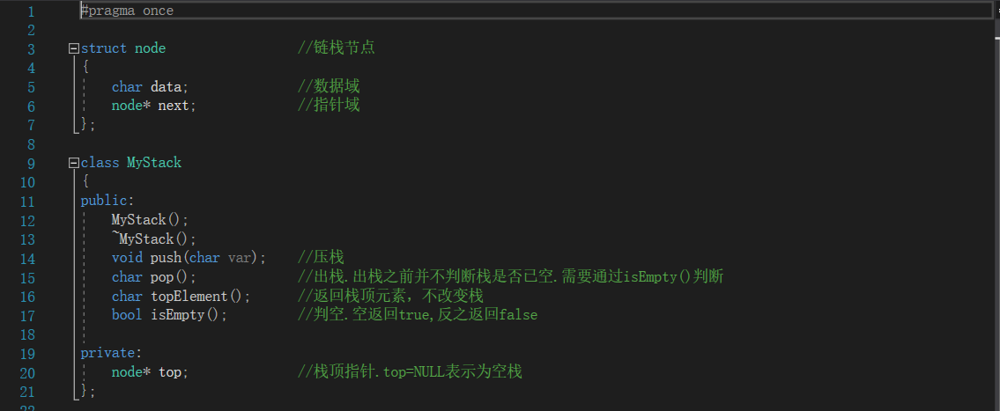 1 #pragma once
2
3 struct node //链栈节点
4 {
5 char data; //数据域
6 node* next; //指针域
7 };
8
9 class MyStack
10 {
11 public:
12 MyStack();
13 ~MyStack();
14 void push(char var); //压栈
15 char pop(); //出栈.出栈之前并不判断栈是否已空.需要通过isEmpty()判断
16 char topElement(); //返回栈顶元素，不改变栈
17 bool isEmpty(); //判空.空返回true,反之返回false
18
19 private:
20 node* top; //栈顶指针.top=NULL表示为空栈
21 };
22